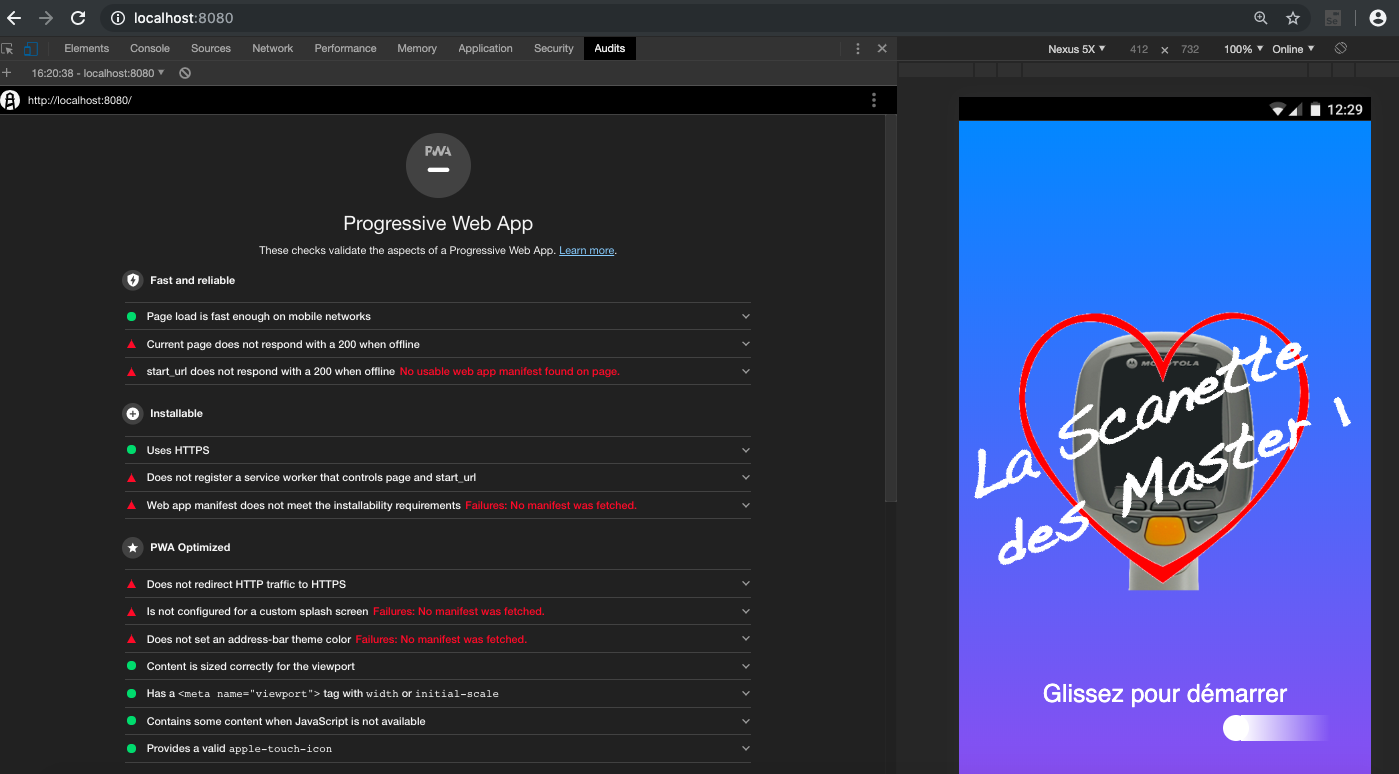 localhost:8080
Elements Console Sources Network Performance Memory Application Security Audits
Nexus 5X 412 × 732 100% Online
16:20:38 - localhost:8080
http://localhost:8080/
12:29
PWA
Progressive Web App
These checks validate the aspects of a Progressive Web App. Learn more.
Fast and reliable
Page load is fast enough on mobile networks
Current page does not respond with a 200 when offline
start_url does not respond with a 200 when offline No usable web app manifest found on page.
Installable
Uses HTTPS
Does not register a service worker that controls page and start_url
Web app manifest does not meet the installability requirements Failures: No manifest was fetched.
PWA Optimized
Does not redirect HTTP traffic to HTTPS
Is not configured for a custom splash screen Failures: No manifest was fetched.
Does not set an address-bar theme color Failures: No manifest was fetched.
Content is sized correctly for the viewport
Has a <meta name="viewport"> tag with width or initial-scale
Contains some content when JavaScript is not available
Provides a valid apple-touch-icon
MOTOROLA
La Scanette
des Master 1
Glissez pour démarrer